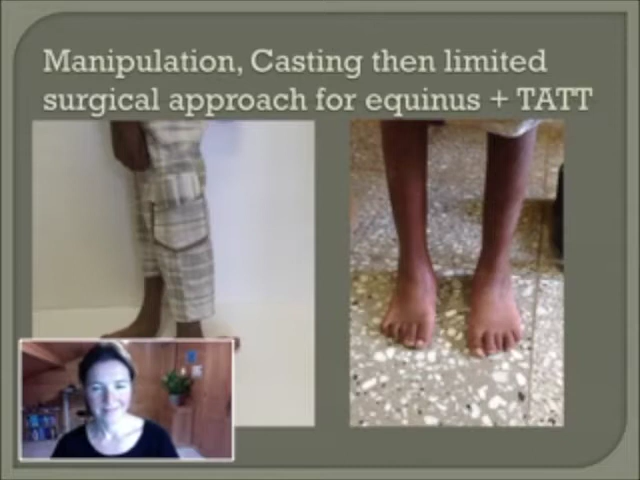 Manipulation, Casting then limited
surgical approach for equinus + TATT